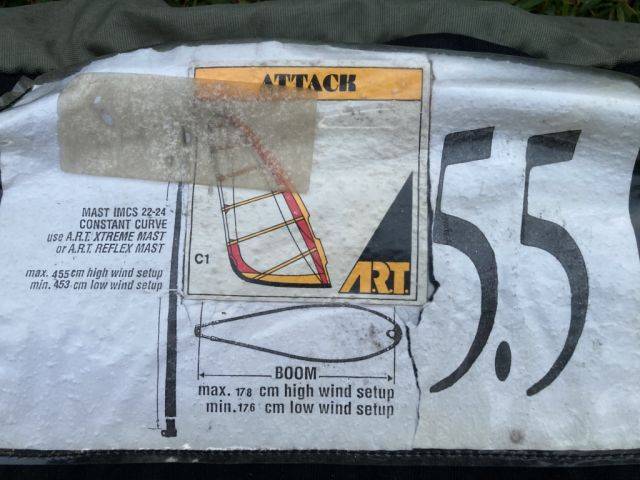 ATTACK
MAST IMCS 22-24
CONSTANT CURVE
use A.R.T. XTREME MAST
or A.R.T. REFLEX MAST
max. 455 cm high wind setup
min. 453 cm low wind setup
C1
A.R.T.
5.5
BOOM
max. 178 cm high wind setup
min. 176 cm low wind setup